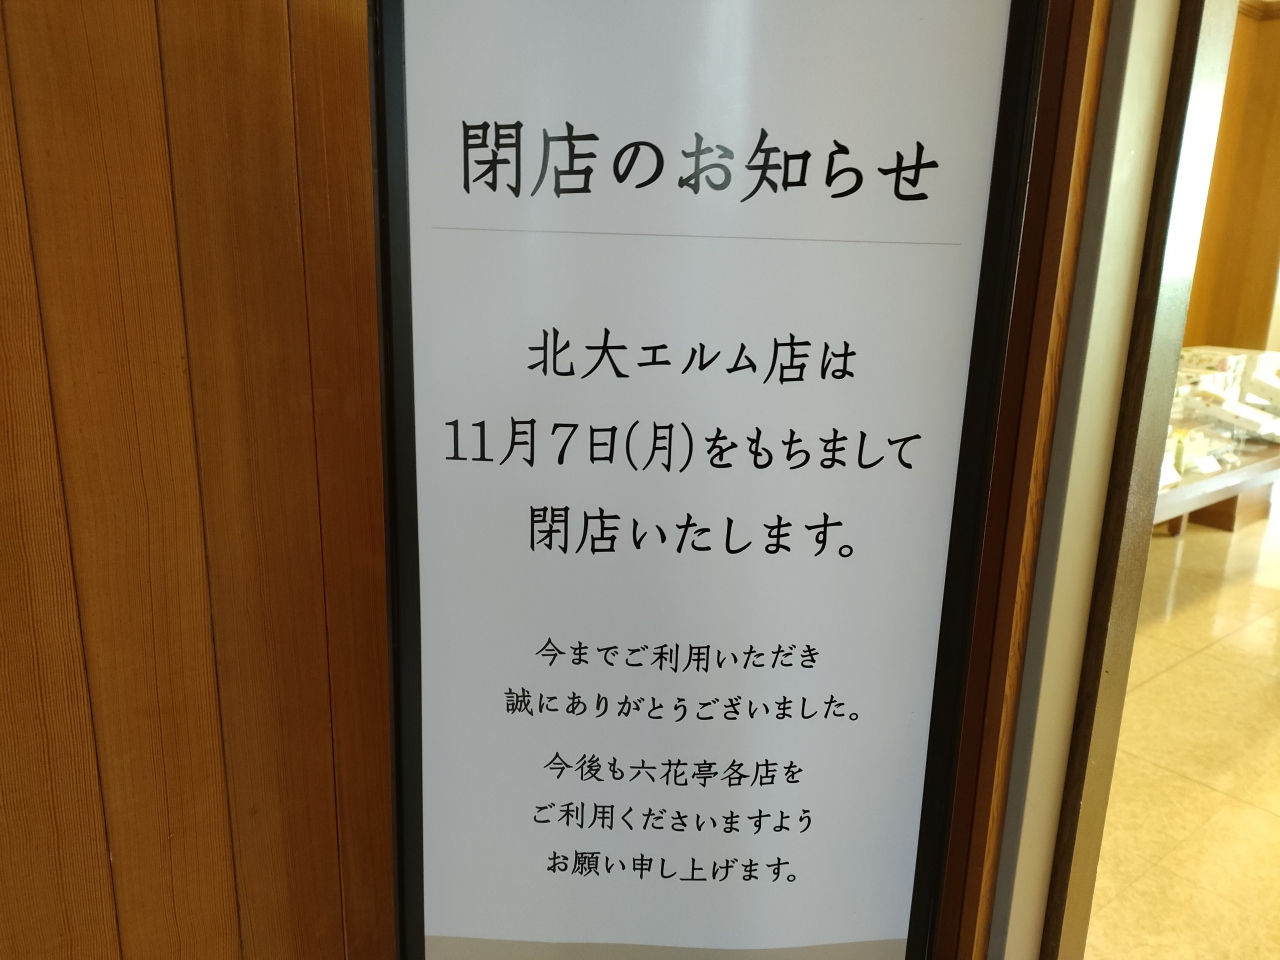 閉店のお知らせ
北大エルム店は
11月7日(月)をもちまして
閉店いたします。
今までご利用いただき
誠にありがとうございました。
今後も六花亭各店を
ご利用くださいますよう
お願い申し上げます。